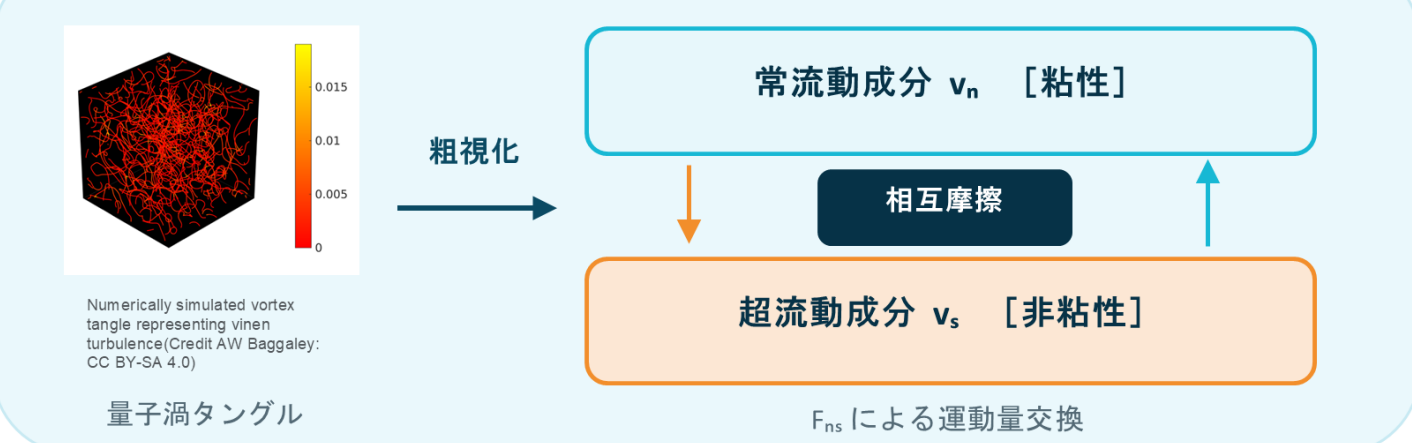 0.015
0.01
0.005
0
Numerically simulated vortex
tangle representing vinen
turbulence(Credit AW Baggaley:
CC BY-SA 4.0)
量子渦タングル
粗視化
常流動成分 vₙ ［粘性］
相互摩擦
超流動成分 vₛ ［非粘性］
Fₙₛ による運動量交換